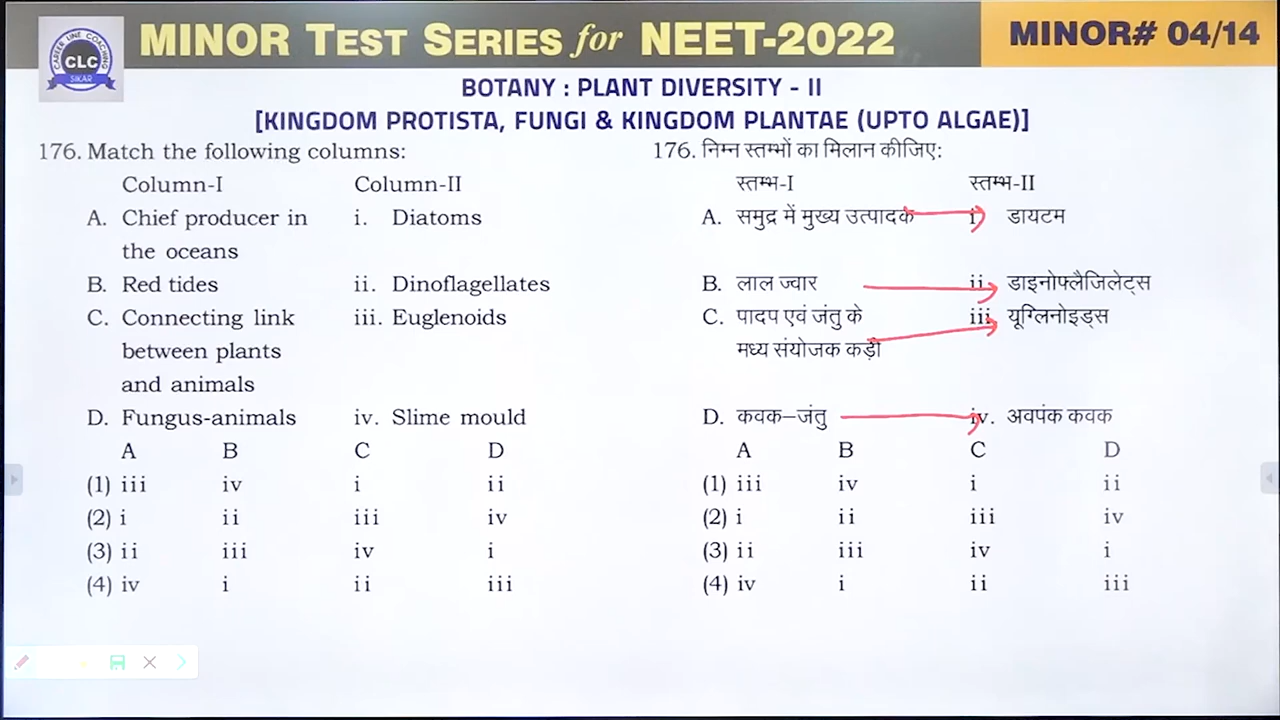 CAREER LINE COACHING
CLC
SIKAR
MINOR TEST SERIES for NEET-2022
MINOR# 04/14
BOTANY : PLANT DIVERSITY - II
[KINGDOM PROTISTA, FUNGI & KINGDOM PLANTAE (UPTO ALGAE)]
176. Match the following columns:
Column-I Column-II
A. Chief producer in i. Diatoms
the oceans
B. Red tides ii. Dinoflagellates
C. Connecting link iii. Euglenoids
between plants
and animals
D. Fungus-animals iv. Slime mould
A B C D
(1) iii iv i ii
(2) i ii iii iv
(3) ii iii iv i
(4) iv i ii iii
176. निम्न स्तम्भों का मिलान कीजिए:
स्तम्भ-I स्तम्भ-II
A. समुद्र में मुख्य उत्पादक i. डायटम
B. लाल ज्वार ii. डाइनोफ्लैजिलेट्स
C. पादप एवं जंतु के iii. यूग्लिनोइड्स
मध्य संयोजक कड़ी
D. कवक–जंतु iv. अवपंक कवक
A B C D
(1) iii iv i ii
(2) i ii iii iv
(3) ii iii iv i
(4) iv i ii iii